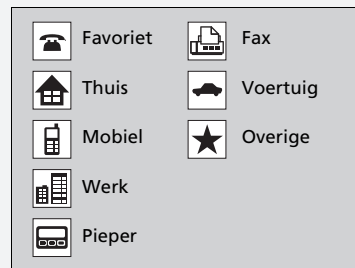 Favoriet
Thuis
Mobiel
Werk
Pieper
Fax
Voertuig
Overige